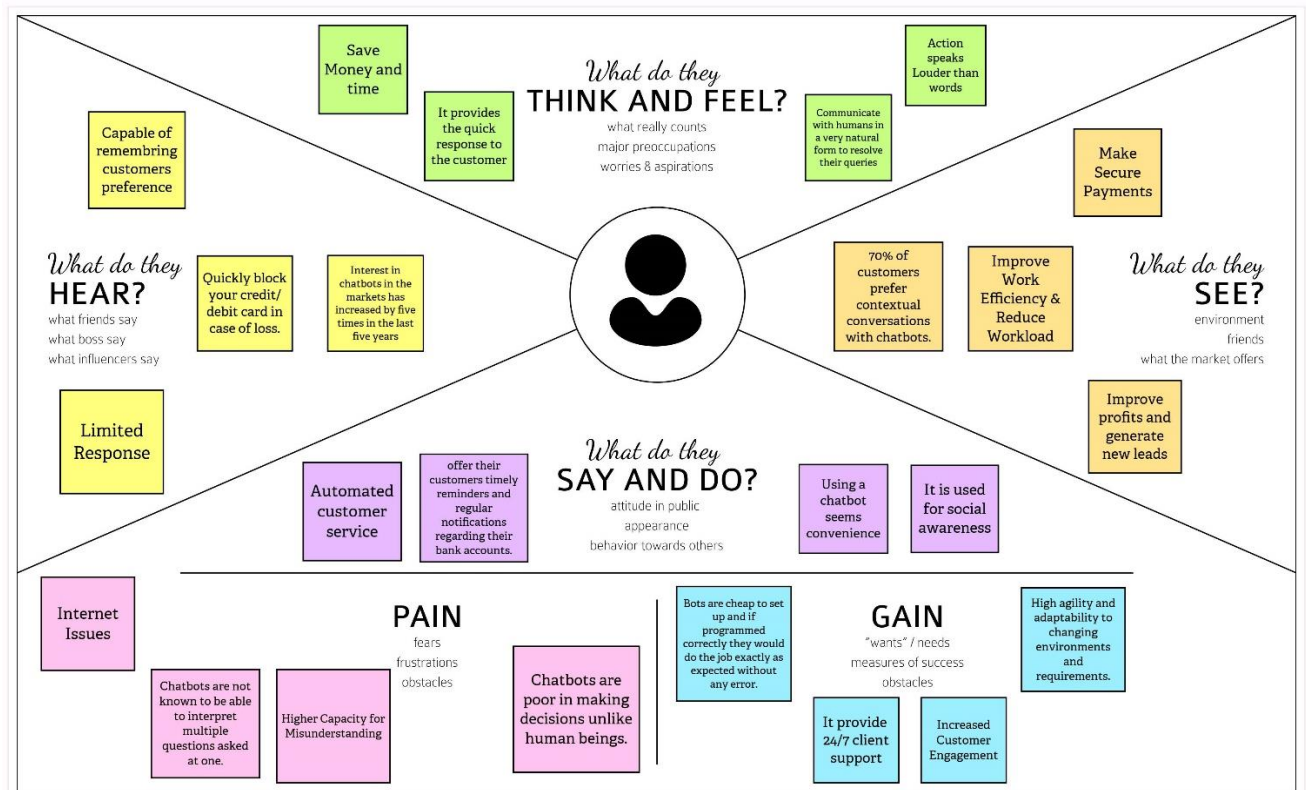 Save
Money and
time
It provides
the quick
response to
the customer
What do they
THINK AND FEEL?
what really counts
major preoccupations
worries & aspirations
Action
speaks
Louder than
words
Communicate
with humans in
a very natural
form to resolve
their queries
Capable of
remembring
customers
preference
What do they
HEAR?
what friends say
what boss say
what influencers say
Quickly block
your credit/
debit card in
case of loss.
Interest in
chatbots in the
markets has
increased by five
times in the last
five years
Limited
Response
Make
Secure
Payments
70% of
customers
prefer
contextual
conversations
with chatbots.
Improve
Work
Efficiency &
Reduce
Workload
What do they
SEE?
environment
friends
what the market offers
Improve
profits and
generate
new leads
Automated
customer
service
offer their
customers timely
reminders and
regular
notifications
regarding their
bank accounts.
What do they
SAY AND DO?
attitude in public
appearance
behavior towards others
Using a
chatbot
seems
convenience
It is used
for social
awareness
Internet
Issues
Chatbots are not
known to be able
to interpret
multiple
questions asked
at one.
Higher Capacity for
Misunderstanding
PAIN
fears
frustrations
obstacles
Chatbots are
poor in making
decisions unlike
human beings.
Bots are cheap to set
up and if
programmed
correctly they would
do the job exactly as
expected without
any error.
GAIN
"wants" / needs
measures of success
obstacles
It provide
24/7 client
support
Increased
Customer
Engagement
High agility and
adaptability to
changing
environments
and
requirements.